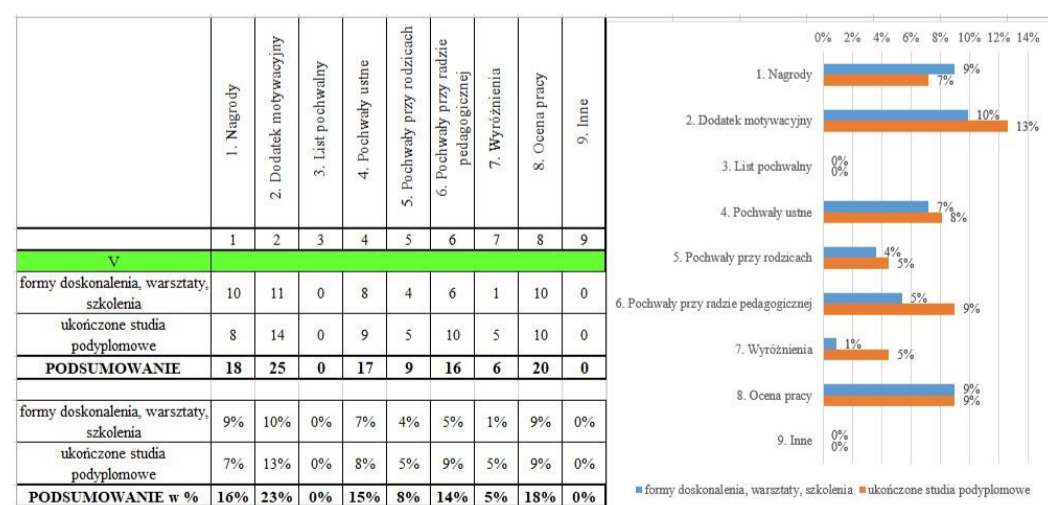 1. Nagrody
2. Dodatek motywacyjny
3. List pochwalny
4. Pochwały ustne
5. Pochwały przy rodzicach
6. Pochwały przy radzie
pedagogicznej
7. Wyróżnienia
8. Ocena pracy
9. Inne
1 2 3 4 5 6 7 8 9
V
formy doskonalenia, warsztaty,
szkolenia
10 11 0 8 4 6 1 10 0
ukończone studia
podyplomowe
8 14 0 9 5 10 5 10 0
PODSUMOWANIE 18 25 0 17 9 16 6 20 0
formy doskonalenia, warsztaty,
szkolenia
9% 10% 0% 7% 4% 5% 1% 9% 0%
ukończone studia
podyplomowe
7% 13% 0% 8% 5% 9% 5% 9% 0%
PODSUMOWANIE w % 16% 23% 0% 15% 8% 14% 5% 18% 0%
0% 2% 4% 6% 8% 10% 12% 14%
1. Nagrody
9%
7%
2. Dodatek motywacyjny
10%
13%
3. List pochwalny
0%
0%
4. Pochwały ustne
7%
8%
5. Pochwały przy rodzicach
4%
5%
6. Pochwały przy radzie pedagogicznej
5%
9%
7. Wyróżnienia
1%
5%
8. Ocena pracy
9%
9%
9. Inne
0%
0%
formy doskonalenia, warsztaty, szkolenia ukończone studia podyplomowe